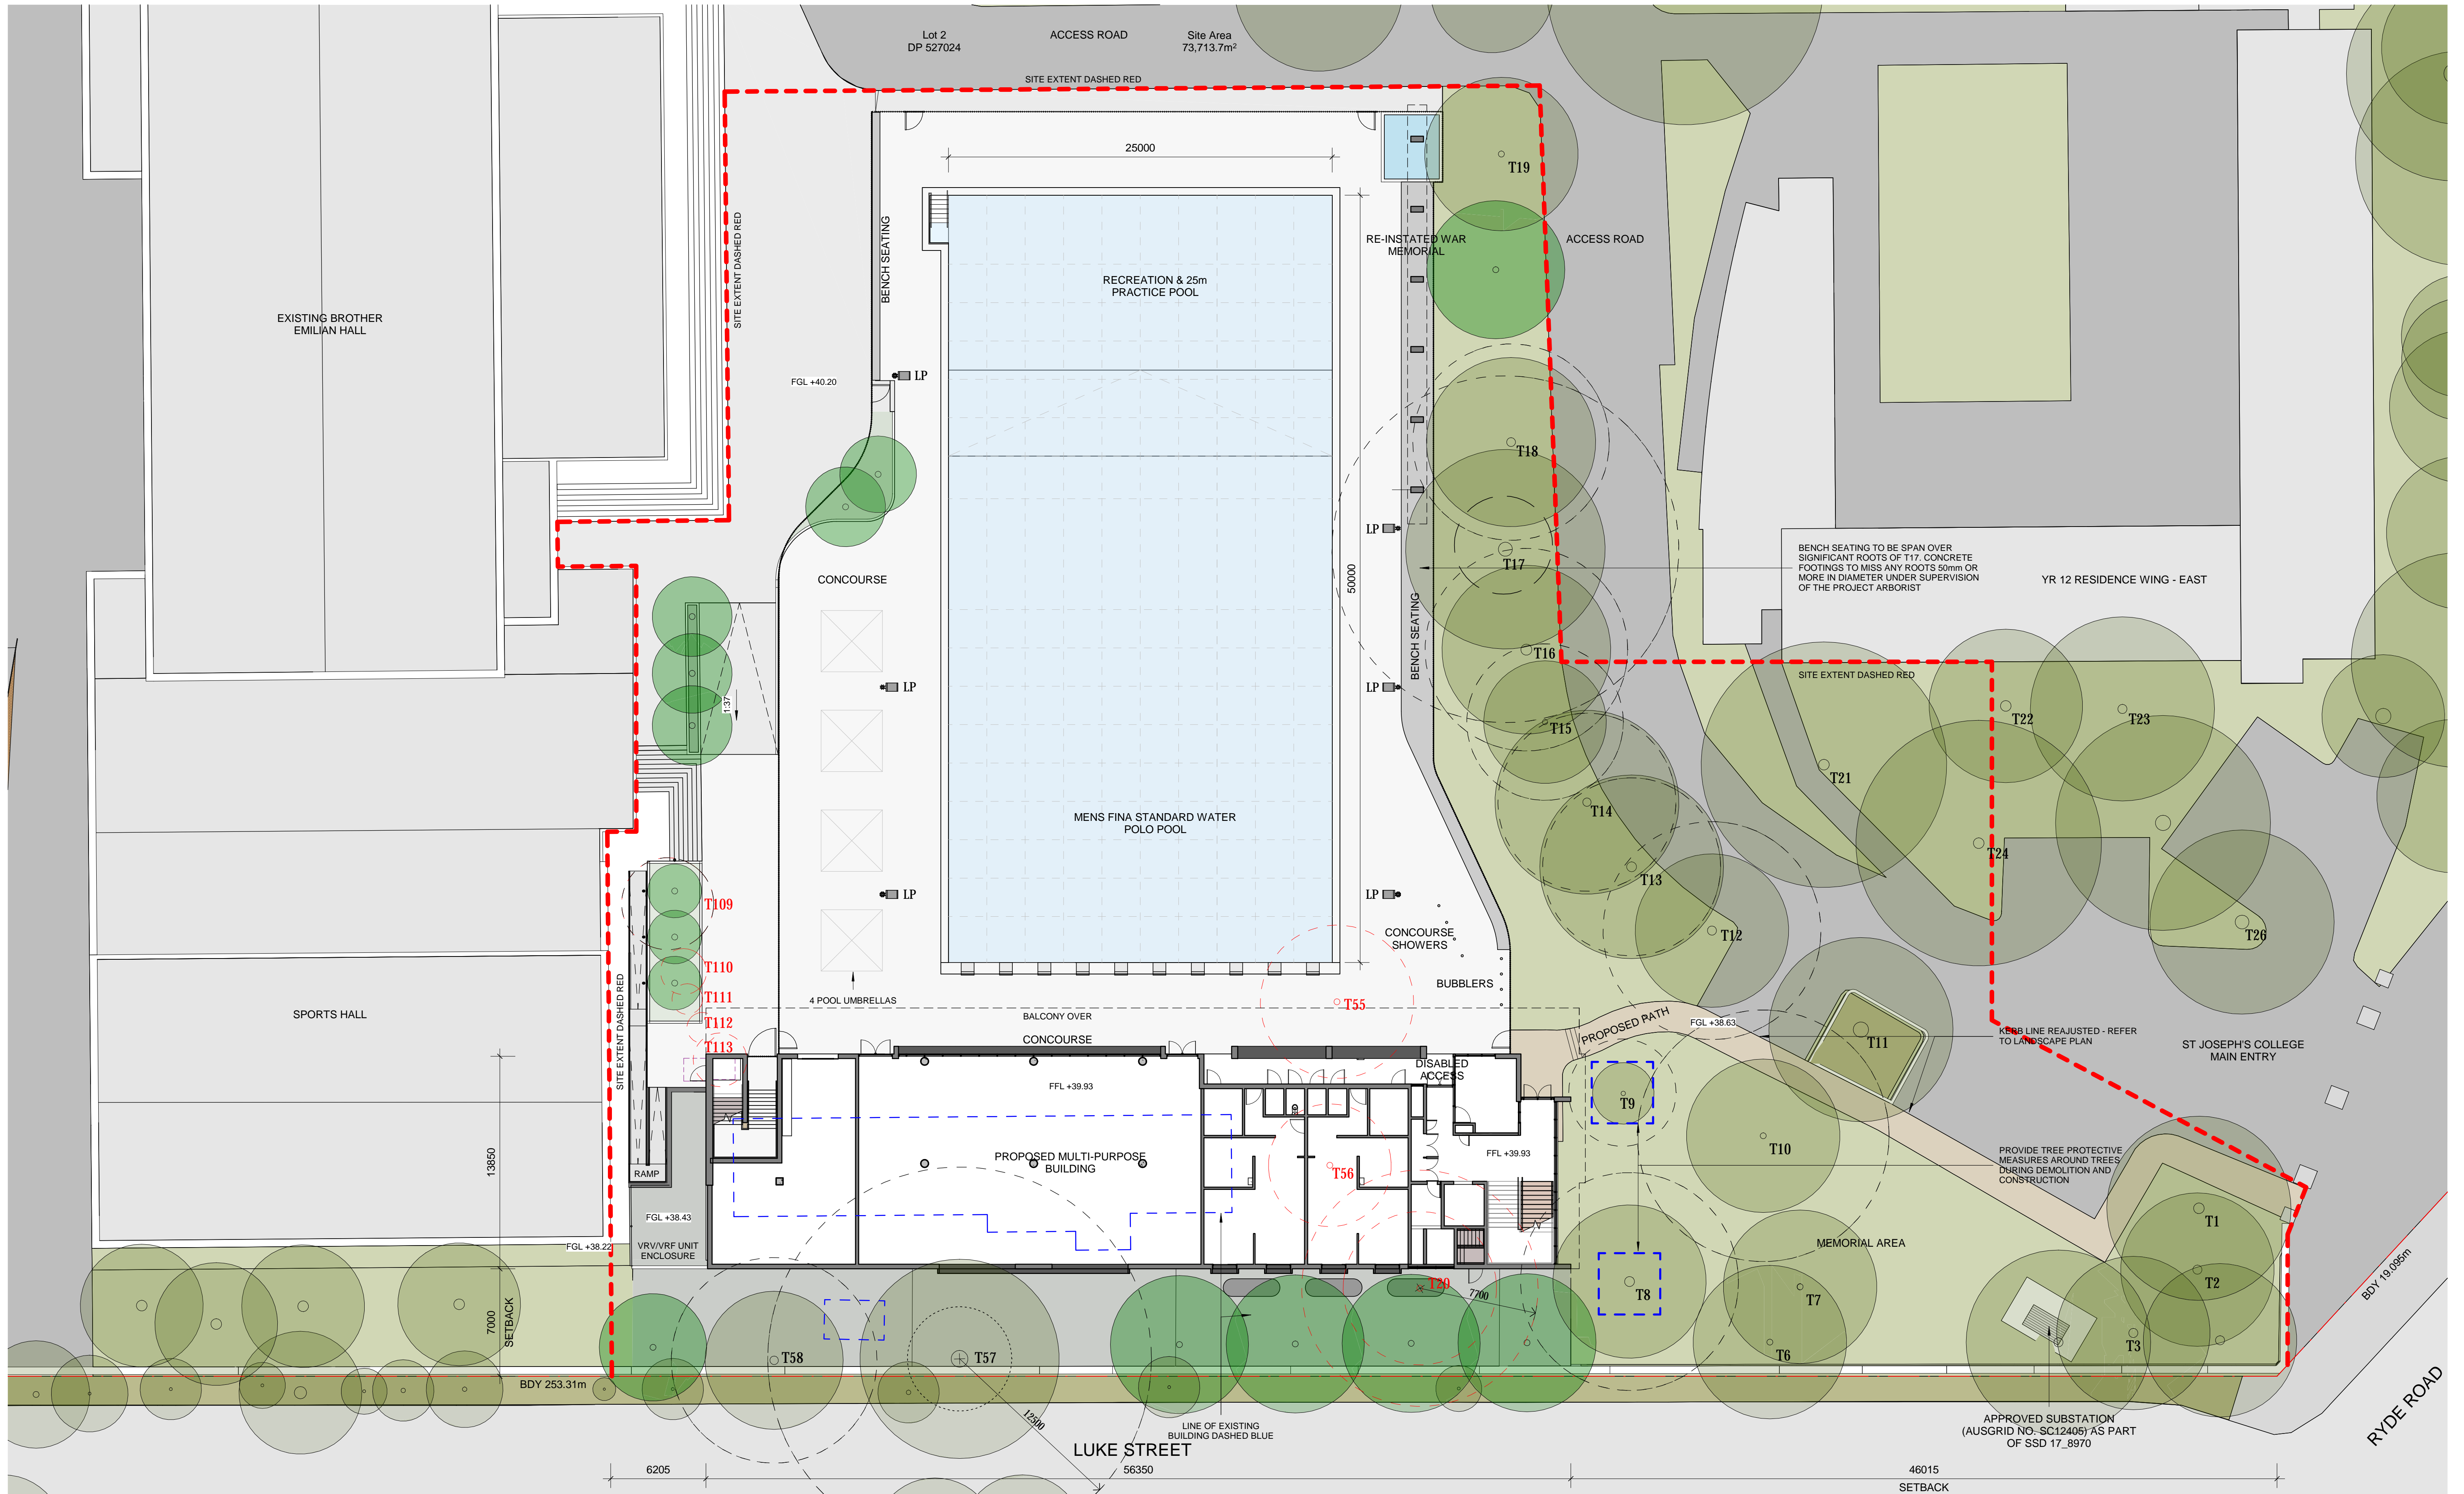 Lot 2
DP 527024
ACCESS ROAD
Site Area
73,713.7m²
SITE EXTENT DASHED RED
25000
T19
BENCH SEATING
SITE EXTENT DASHED RED
RE-INSTATED WAR
MEMORIAL
ACCESS ROAD
RECREATION & 25m
PRACTICE POOL
EXISTING BROTHER
EMILIAN HALL
FGL +40.20
LP
T18
LP
T17
50000
BENCH SEATING TO BE SPAN OVER
SIGNIFICANT ROOTS OF T17. CONCRETE
FOOTINGS TO MISS ANY ROOTS 50mm OR
MORE IN DIAMETER UNDER SUPERVISION
OF THE PROJECT ARBORIST
YR 12 RESIDENCE WING - EAST
CONCOURSE
BENCH SEATING
T16
SITE EXTENT DASHED RED
LP
LP
1:37
T15
T22
T23
T21
T14
MENS FINA STANDARD WATER
POLO POOL
T24
T13
LP
LP
T109
T12
T26
CONCOURSE
SHOWERS
T110
BUBBLERS
T111
4 POOL UMBRELLAS
T55
SPORTS HALL
SITE EXTENT DASHED RED
T112
BALCONY OVER
PROPOSED PATH
FGL +38.63
KERB LINE REAJUSTED - REFER
TO LANDSCAPE PLAN
T113
CONCOURSE
T11
ST JOSEPH'S COLLEGE
MAIN ENTRY
DISABLED
ACCESS
FFL +39.93
T9
T10
13850
PROPOSED MULTI-PURPOSE
BUILDING
FFL +39.93
PROVIDE TREE PROTECTIVE
MEASURES AROUND TREES
DURING DEMOLITION AND
CONSTRUCTION
RAMP
T56
FGL +38.43
T1
FGL +38.22
VRV/VRF UNIT
ENCLOSURE
MEMORIAL AREA
T20
7700
T8
T7
T2
BDY 19.095m
7000
SETBACK
T58
T57
T6
T3
BDY 253.31m
12500
LINE OF EXISTING
BUILDING DASHED BLUE
APPROVED SUBSTATION
(AUSGRID NO. SC12405) AS PART
OF SSD 17_8970
RYDE ROAD
LUKE STREET
6205
56350
46015
SETBACK